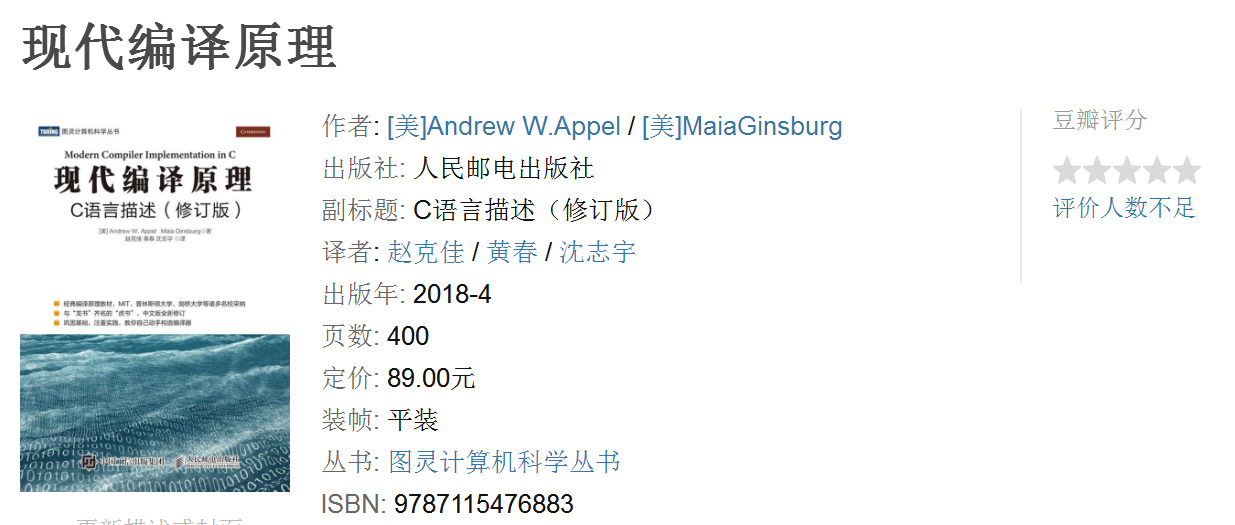 现代编译原理
TURING 图灵计算机科学丛书
CAMBRIDGE
Modern Compiler Implementation in C
现代编译原理
C语言描述（修订版）
[美] Andrew W. Appel Maia Ginsburg◎著
赵克佳 黄春 沈志宇 ◎译
经典编译原理教材，MIT、普林斯顿大学、剑桥大学等诸多名校采纳
与“龙书”齐名的“虎书”，中文版全新修订
巩固基础、注重实践，教你自己动手构造编译器
中国工信出版集团 人民邮电出版社
作者: [美]Andrew W.Appel / [美]MaiaGinsburg
出版社: 人民邮电出版社
副标题: C语言描述（修订版）
译者: 赵克佳 / 黄春 / 沈志宇
出版年: 2018-4
页数: 400
定价: 89.00元
装帧: 平装
丛书: 图灵计算机科学丛书
ISBN: 9787115476883
豆瓣评分
评价人数不足